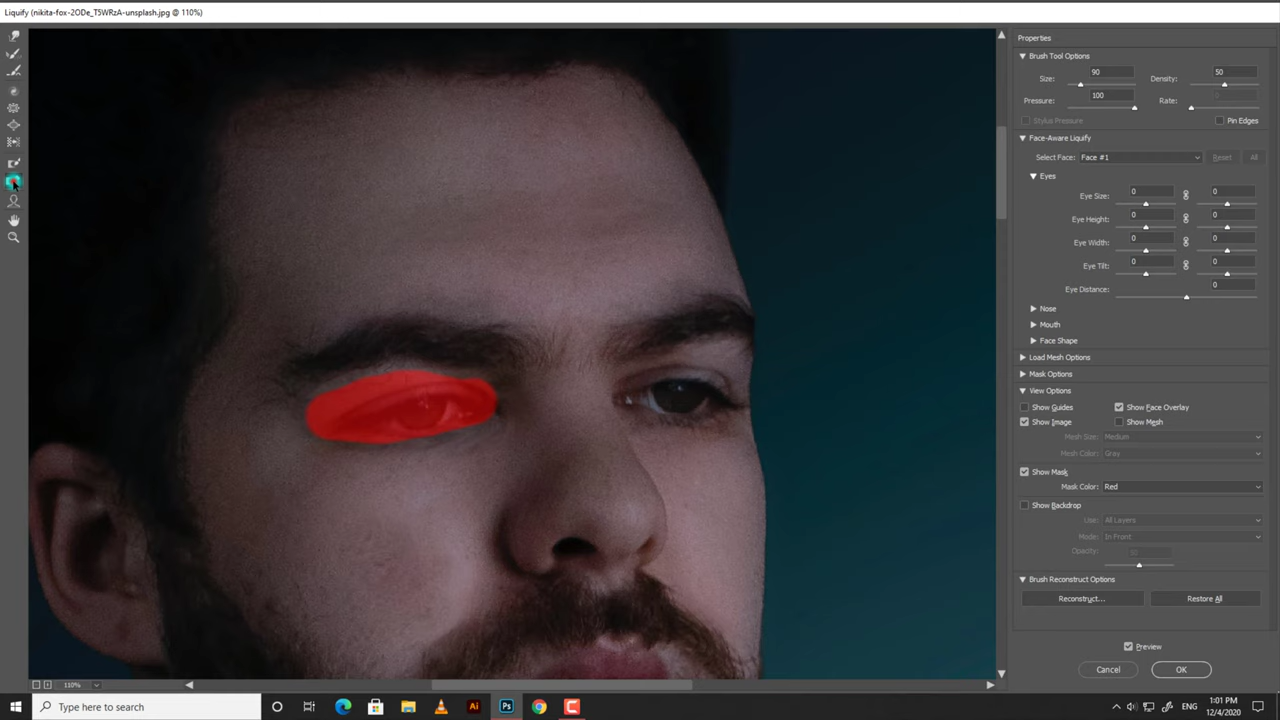 Liquify (nikita-fox-2ODe_T5WRzA-unsplash.jpg @ 110%)
Properties
Brush Tool Options
Size: 90 Density: 50
Pressure: 100 Rate: 0
Stylus Pressure Pin Edges
Face-Aware Liquify
Select Face: Face #1 Reset All
Eyes
Eye Size: 0 0
Eye Height: 0 0
Eye Width: 0 0
Eye Tilt: 0 0
Eye Distance: 0
Nose
Mouth
Face Shape
Load Mesh Options
Mask Options
View Options
Show Guides Show Face Overlay
Show Image Show Mesh
Mesh Size: Medium
Mesh Color: Gray
Show Mask
Mask Color: Red
Show Backdrop
Use: All Layers
Mode: In Front
Opacity:
Brush Reconstruct Options
Reconstruct... Restore All
Preview
Cancel OK
110%
Type here to search
Ai
Ps
ENG
1:01 PM
12/4/2020